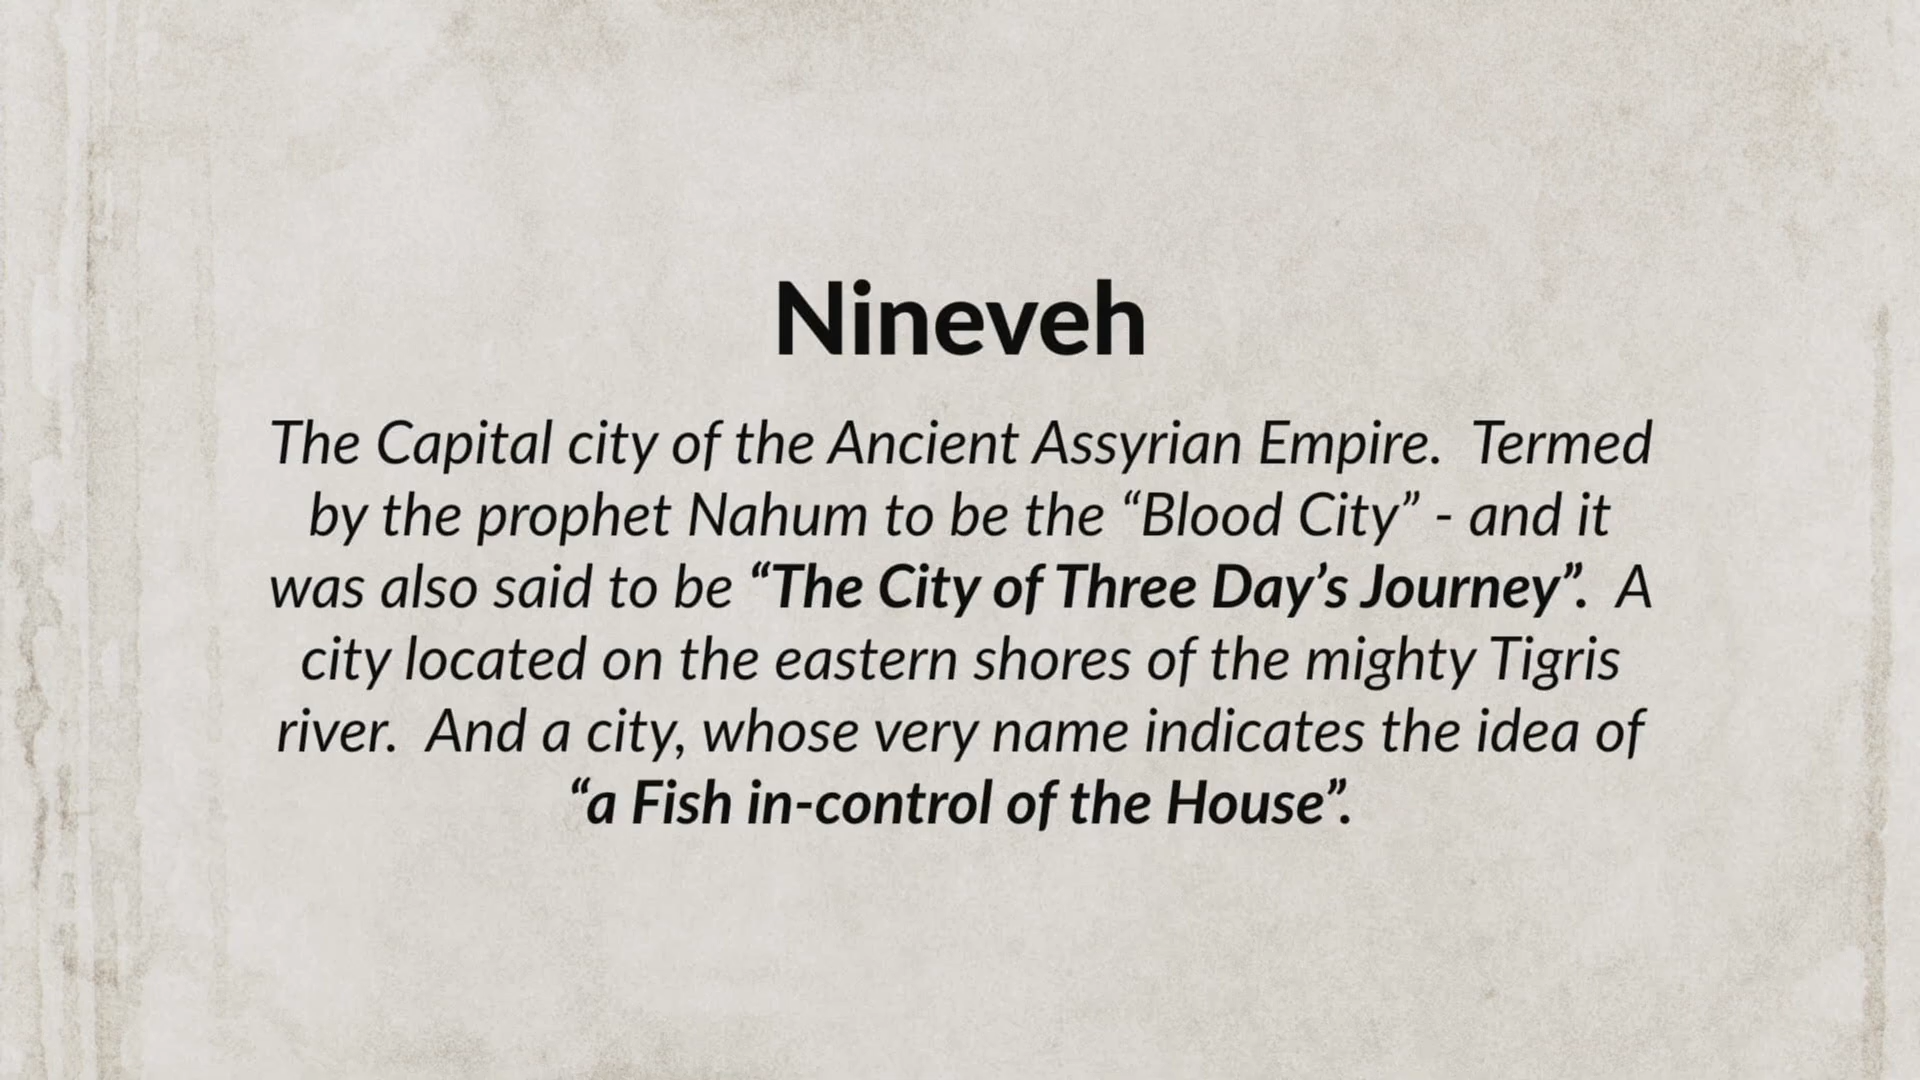 Nineveh
The Capital city of the Ancient Assyrian Empire. Termed
by the prophet Nahum to be the “Blood City” - and it
was also said to be “The City of Three Day’s Journey”. A
city located on the eastern shores of the mighty Tigris
river. And a city, whose very name indicates the idea of
“a Fish in-control of the House”.